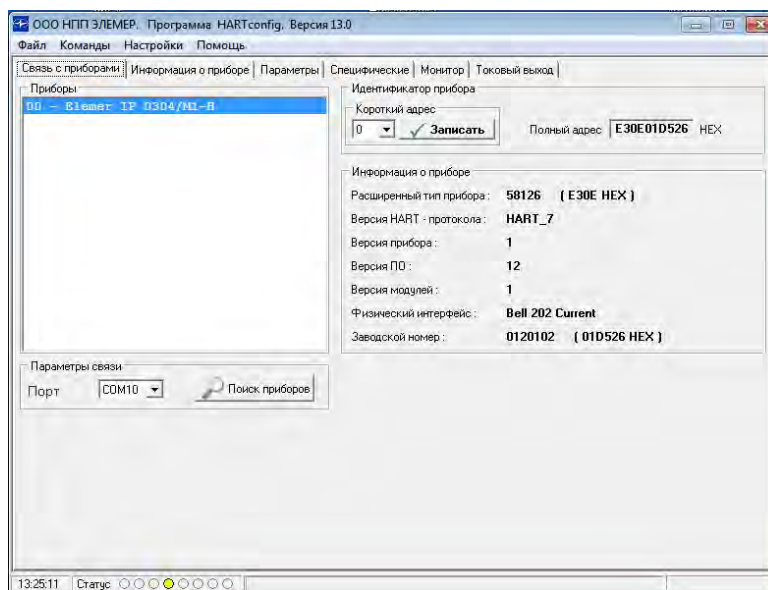 ООО НПП ЭЛЕМЕР. Программа HARTconfig. Версия 13.0
Файл Команды Настройки Помощь
Связь с приборами Информация о приборе Параметры Специфические Монитор Токовый выход
Приборы
00 - Elemer IP 0304/M1-H
Идентификатор прибора
Короткий адрес
0 Записать Полный адрес E30E01D526 HEX
Информация о приборе
Расширенный тип прибора: 58126 ( E30E HEX )
Версия HART - протокола: HART_7
Версия прибора: 1
Версия ПО: 12
Версия модулей: 1
Физический интерфейс: Bell 202 Current
Заводской номер: 0120102 ( 01D526 HEX )
Параметры связи
Порт COM10 Поиск приборов
13:25:11 Статус